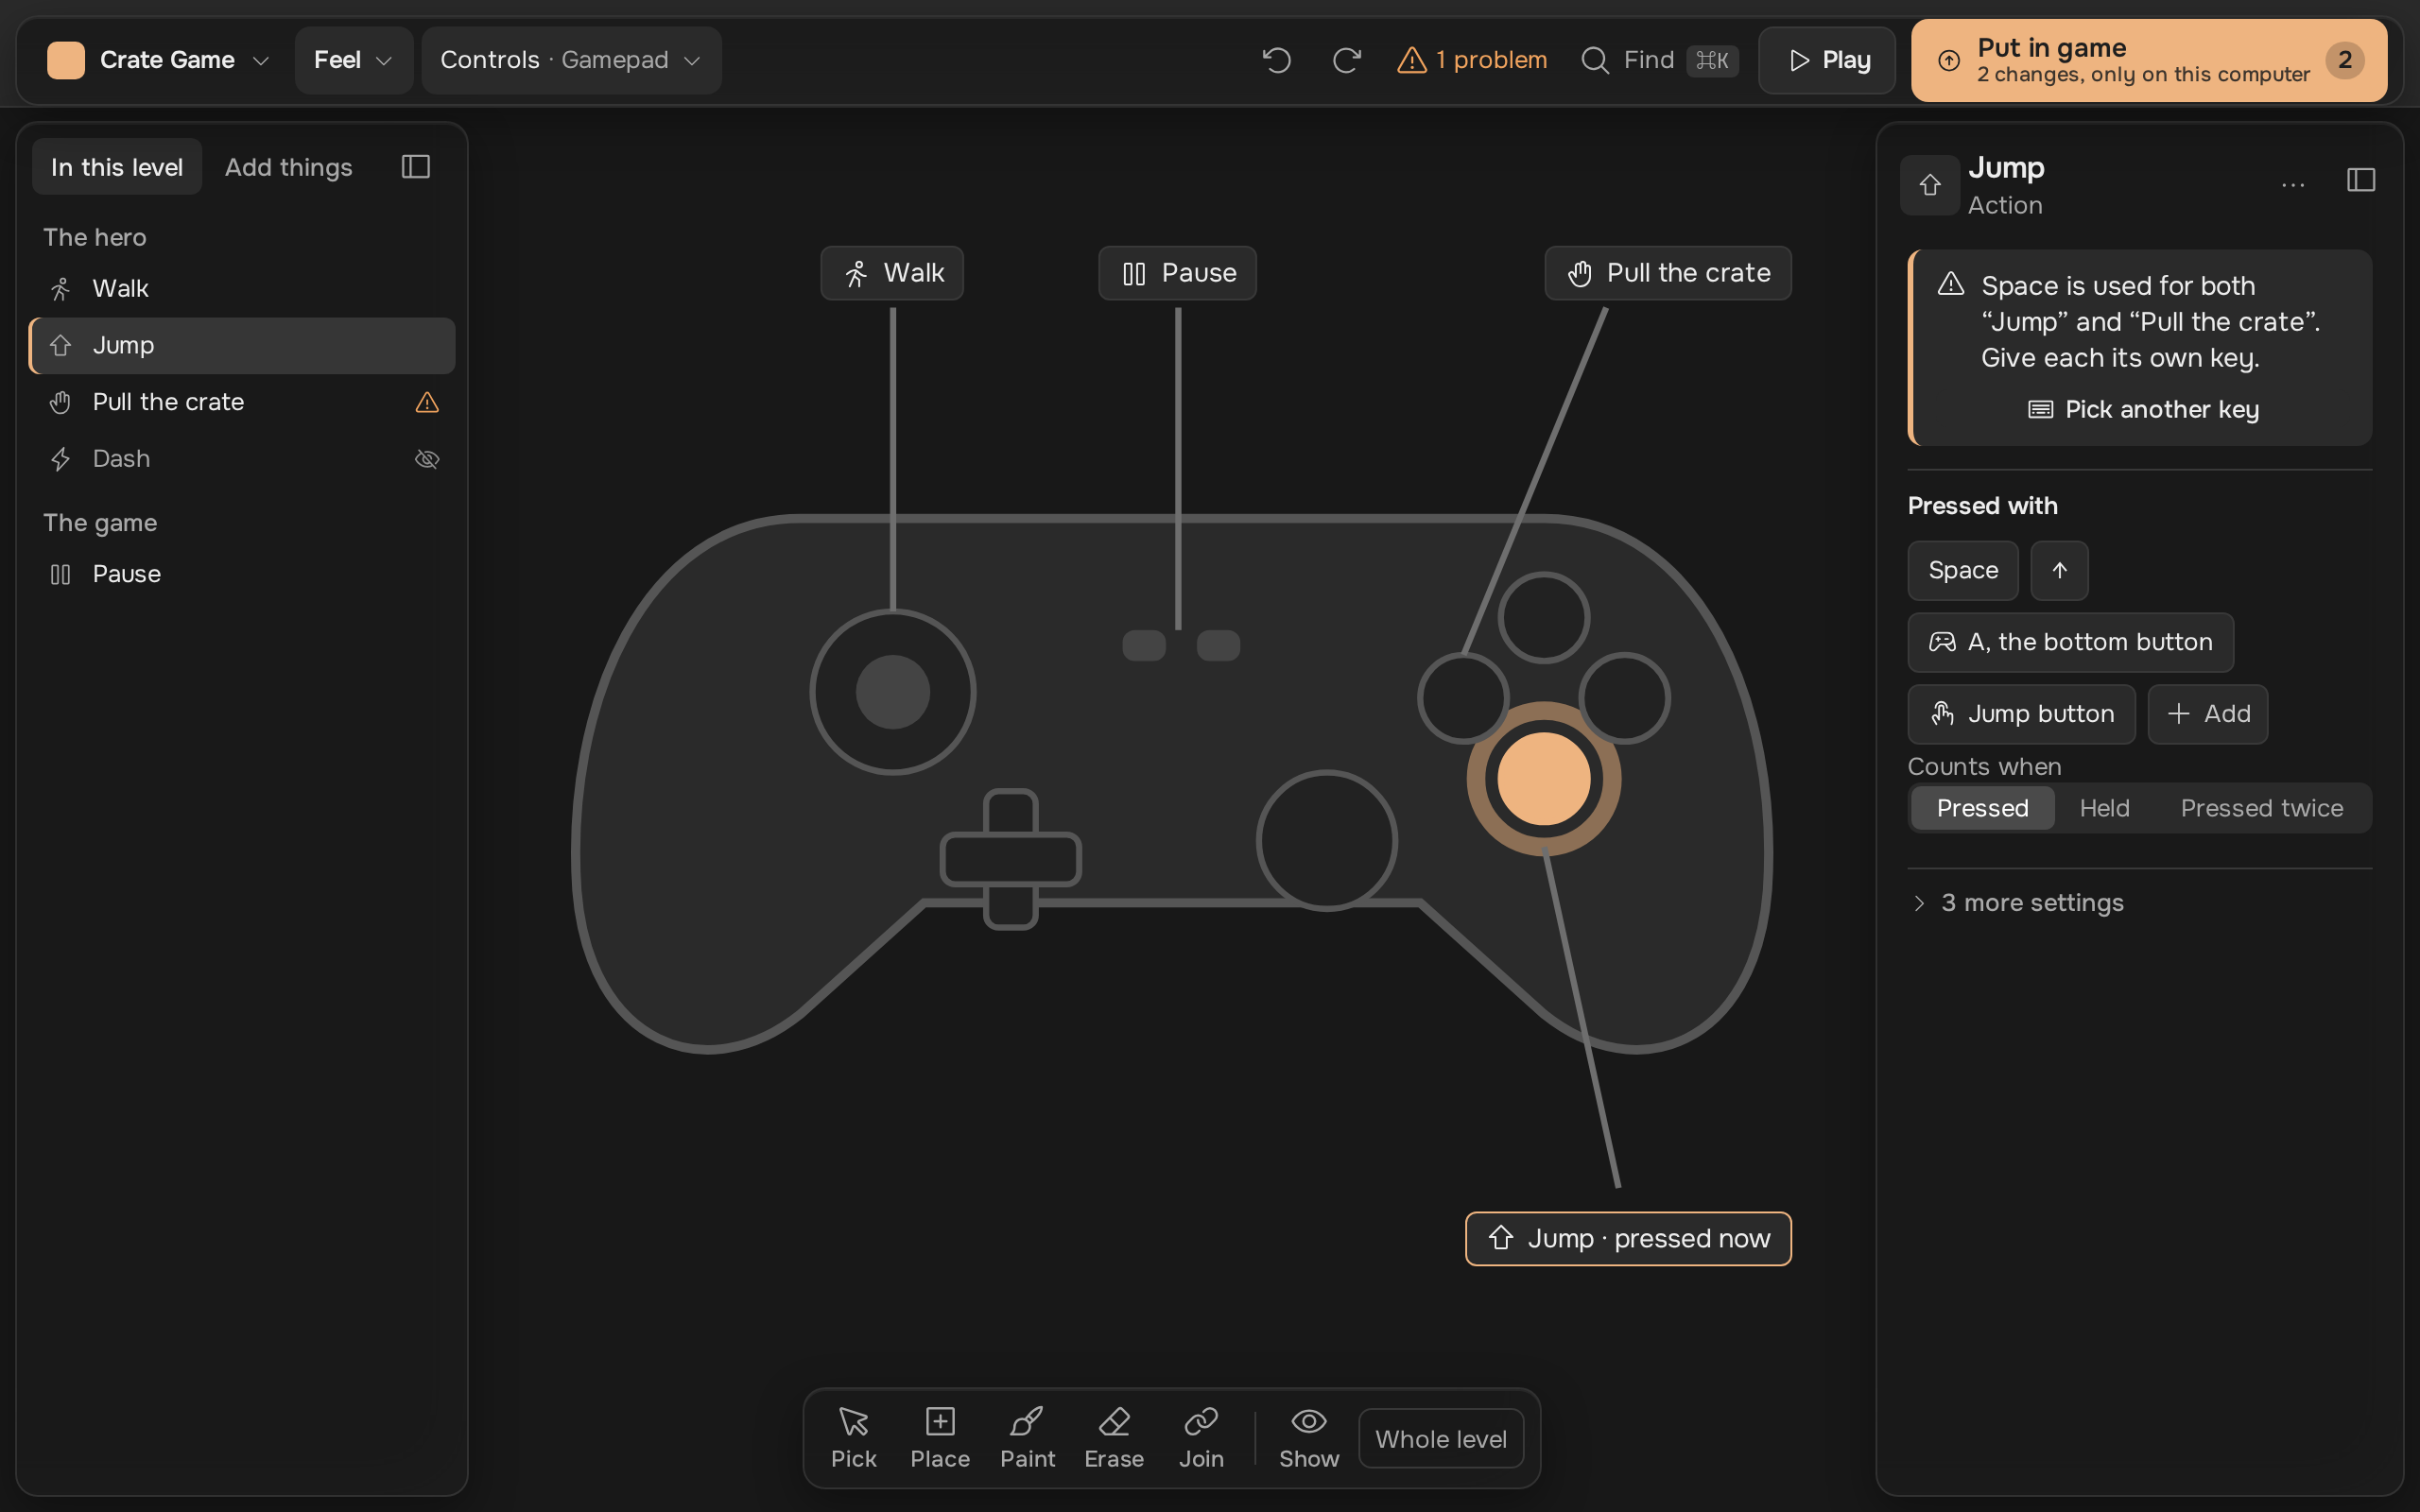 Crate Game
Feel
Controls · Gamepad
1 problem
Find ⌘K
Play
Put in game
2 changes, only on this computer
2
In this level
Add things
The hero
Walk
Jump
Pull the crate
Dash
The game
Pause
Walk
Pause
Pull the crate
Jump · pressed now
Pick
Place
Paint
Erase
Join
Show
Whole level
Jump
Action
...
Space is used for both
“Jump” and “Pull the crate”.
Give each its own key.
Pick another key
Pressed with
Space
A, the bottom button
Jump button
Add
Counts when
Pressed
Held
Pressed twice
3 more settings